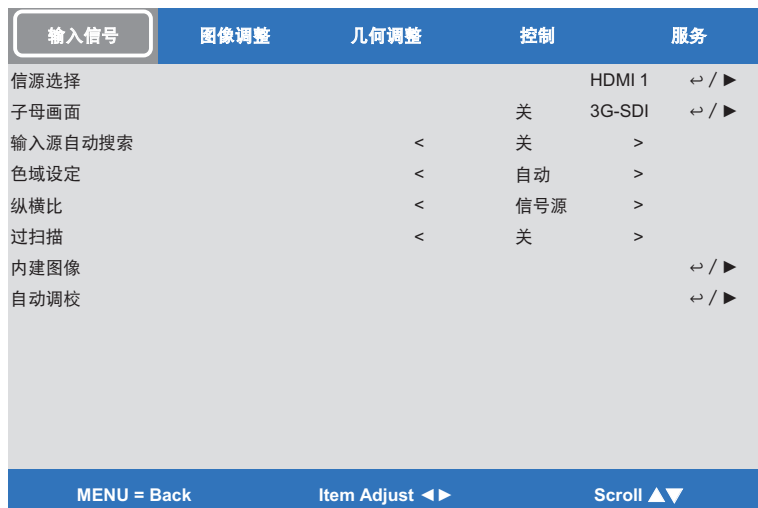 输入信号 图像调整 几何调整 控制 服务
信源选择 HDMI 1 ↩ / ►
子母画面 关 3G-SDI ↩ / ►
输入源自动搜索 < 关 >
色域设定 < 自动 >
纵横比 < 信号源 >
过扫描 < 关 >
内建图像 ↩ / ►
自动调校 ↩ / ►
MENU = Back Item Adjust ◄► Scroll ▲▼